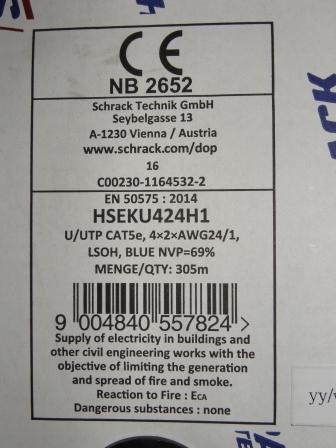 CE
NB 2652
Schrack Technik GmbH
Seybelgasse 13
A-1230 Vienna / Austria
www.schrack.com/dop
16
C00230-1164532-2
EN 50575 : 2014
HSEKU424H1
U/UTP CAT5e, 4×2×AWG24/1,
LSOH, BLUE NVP=69%
MENGE/QTY: 305m
9 004840 557824 >
Supply of electricity in buildings and
other civil engineering works with the
objective of limiting the generation
and spread of fire and smoke.
Reaction to Fire : ECA
Dangerous substances : none